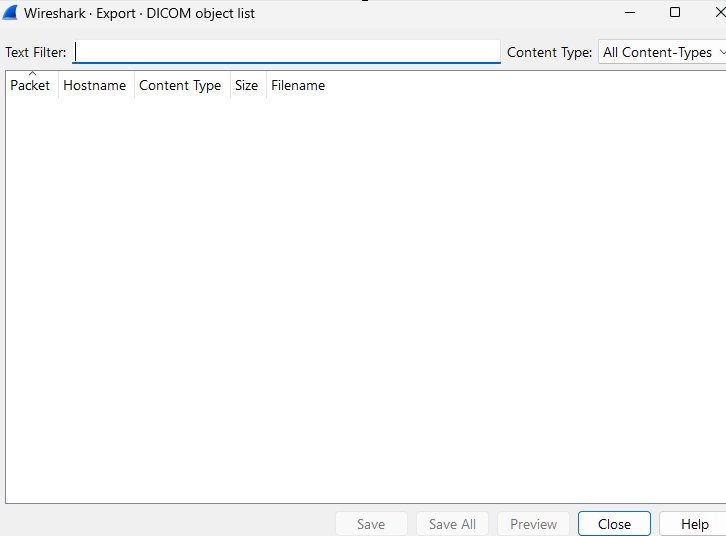 Wireshark · Export · DICOM object list
Text Filter: Content Type: All Content-Types
Packet Hostname Content Type Size Filename
Save Save All Preview Close Help